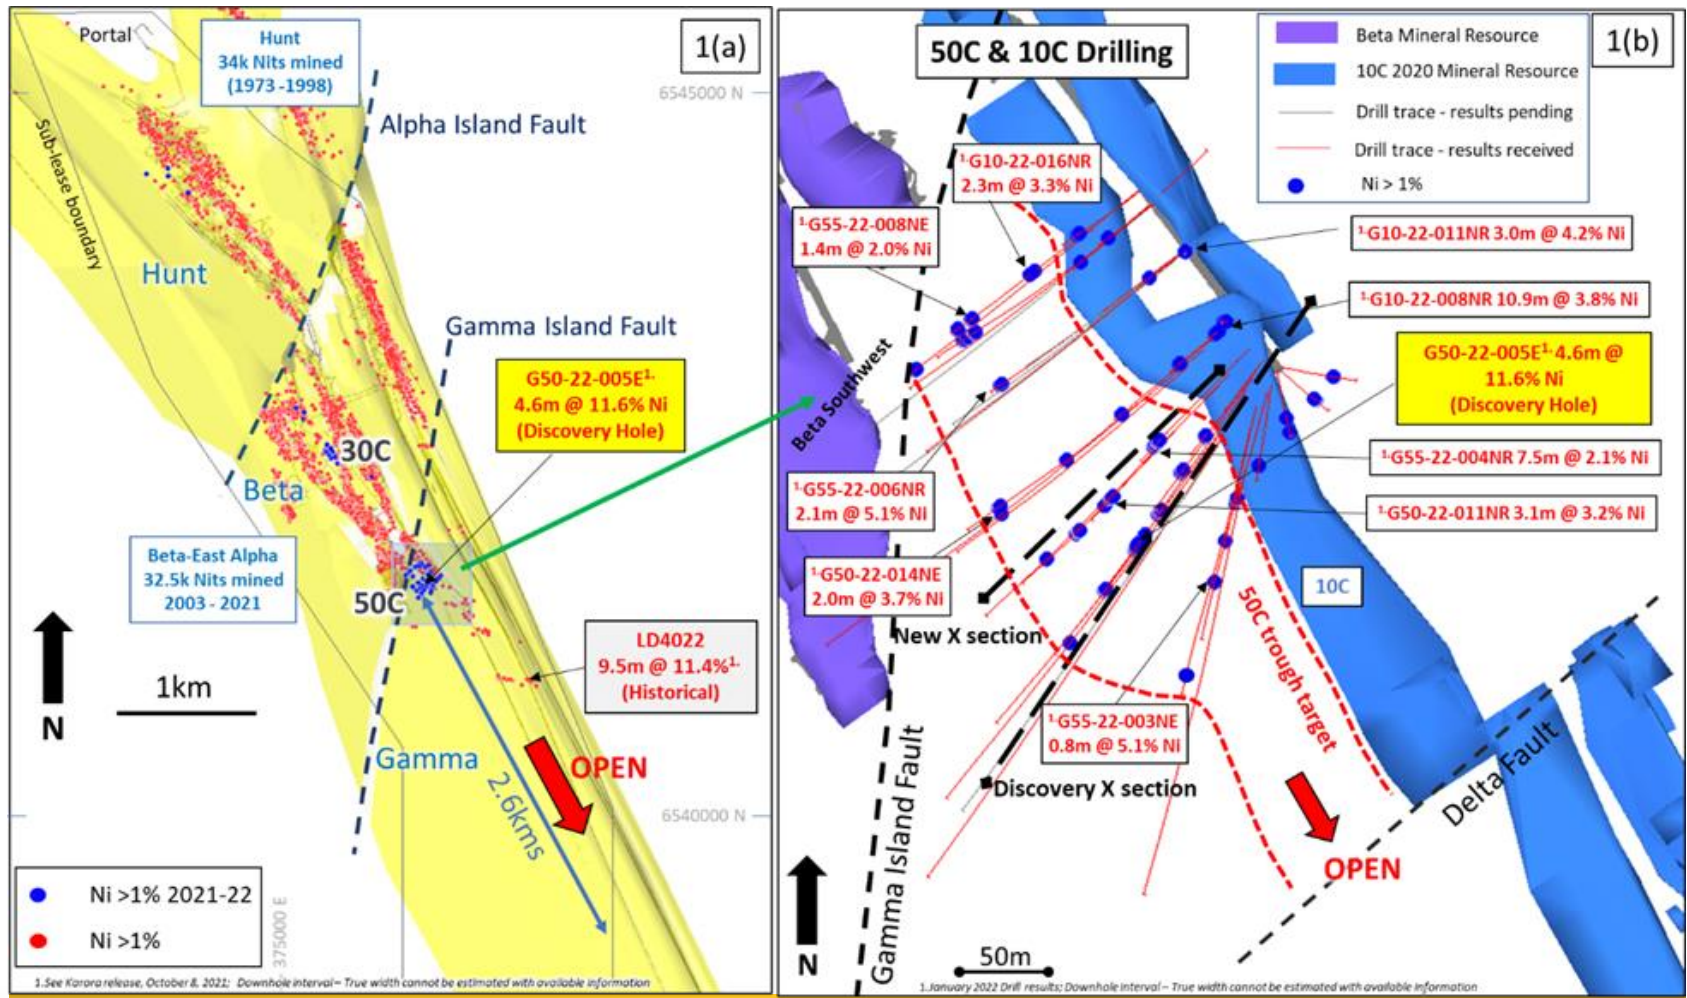 Portal
Hunt
34k Nits mined
(1973 -1998)
1(a)
6545000 N
Alpha Island Fault
Sub-lease boundary
Hunt
Gamma Island Fault
G50-22-005E1.
4.6m @ 11.6% Ni
(Discovery Hole)
30C
Beta
Beta-East Alpha
32.5k Nits mined
2003 - 2021
50C
LD4022
9.5m @ 11.4%1.
(Historical)
1km
N
Gamma
OPEN
2.6kms
6540000 N
375000 E
Ni >1% 2021-22
Ni >1%
1.See Karora release, October 8, 2021; Downhole interval – True width cannot be estimated with available information
50C & 10C Drilling
1(b)
Beta Mineral Resource
10C 2020 Mineral Resource
Drill trace - results pending
Drill trace - results received
Ni > 1%
1.G10-22-016NR
2.3m @ 3.3% Ni
1.G55-22-008NE
1.4m @ 2.0% Ni
1.G10-22-011NR 3.0m @ 4.2% Ni
1.G10-22-008NR 10.9m @ 3.8% Ni
G50-22-005E1. 4.6m @
11.6% Ni
(Discovery Hole)
Beta Southwest
1.G55-22-004NR 7.5m @ 2.1% Ni
1.G55-22-006NR
2.1m @ 5.1% Ni
1.G50-22-011NR 3.1m @ 3.2% Ni
1.G50-22-014NE
2.0m @ 3.7% Ni
10C
New X section
50C trough target
1.G55-22-003NE
0.8m @ 5.1% Ni
Discovery X section
Gamma Island Fault
Delta Fault
OPEN
N
50m
1.January 2022 Drill results; Downhole interval – True width cannot be estimated with available information